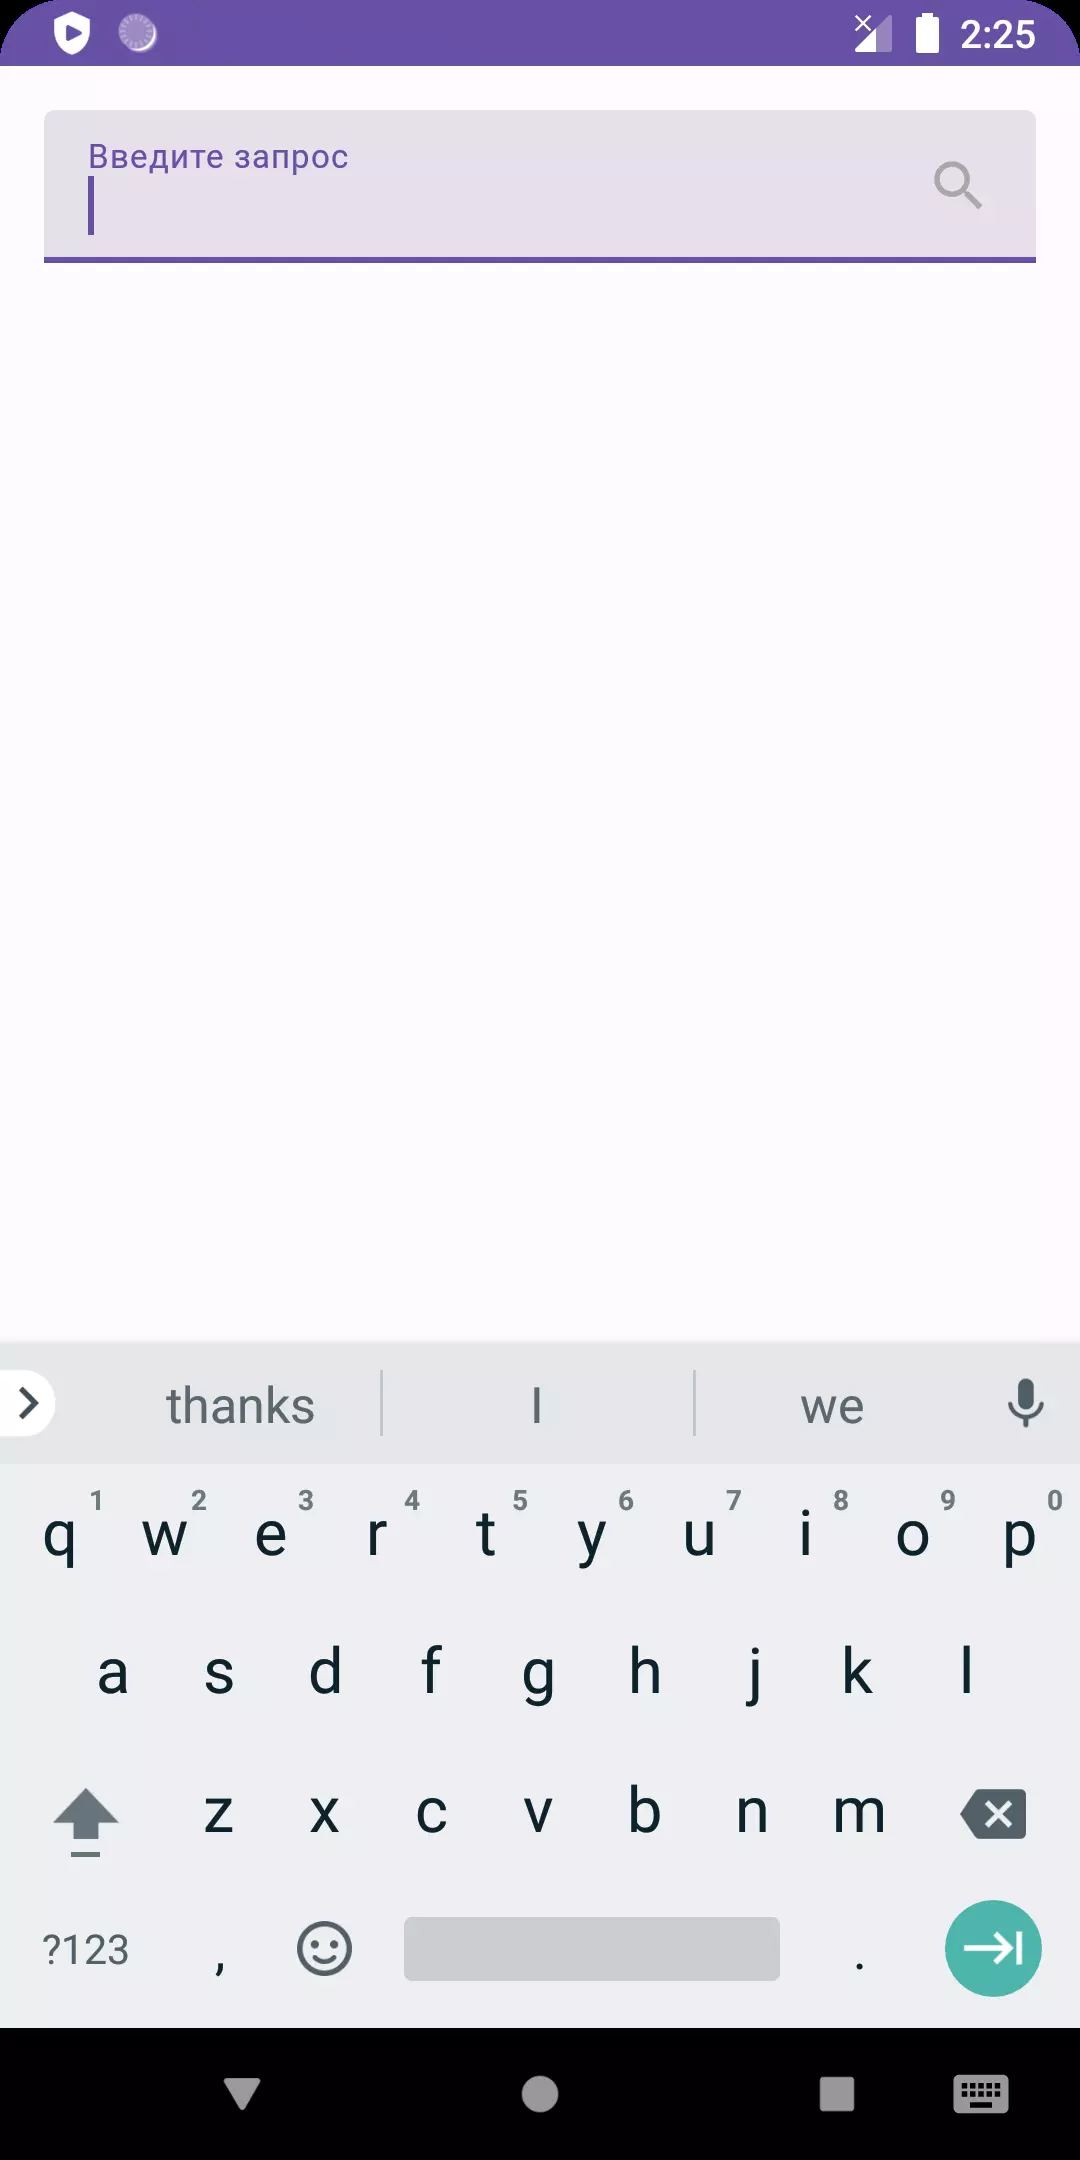 2:25
Введите запрос
thanks I we
1 2 3 4 5 6 7 8 9 0
q w e r t y u i o p
a s d f g h j k l
z x c v b n m
?123 , .